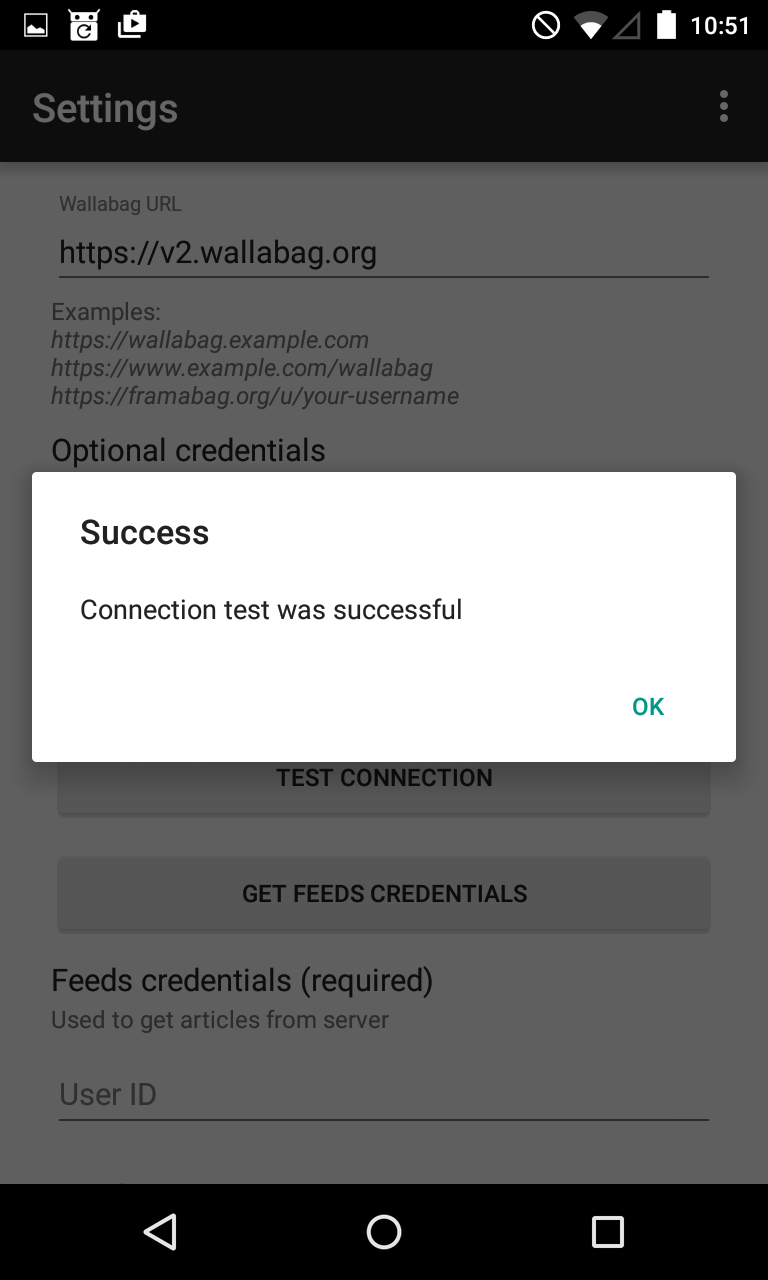 10:51
Settings
Wallabag URL
https://v2.wallabag.org
Examples:
https://wallabag.example.com
https://www.example.com/wallabag
https://framabag.org/u/your-username
Optional credentials
Success
Connection test was successful
OK
TEST CONNECTION
GET FEEDS CREDENTIALS
Feeds credentials (required)
Used to get articles from server
User ID